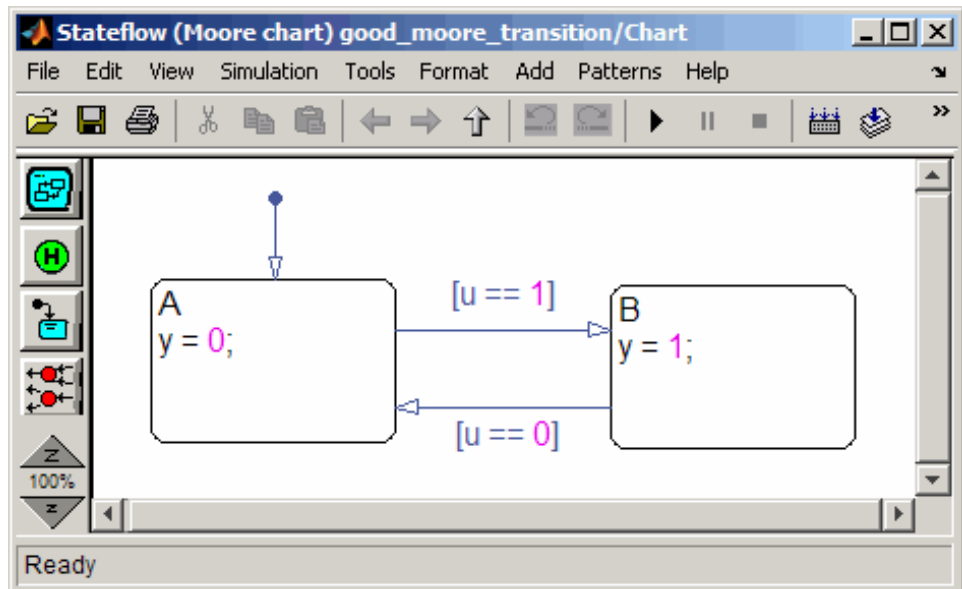 Stateflow (Moore chart) good_moore_transition/Chart
File Edit View Simulation Tools Format Add Patterns Help
H
A
y = 0;
[u == 1]
B
y = 1;
[u == 0]
Z
100%
Z
Ready